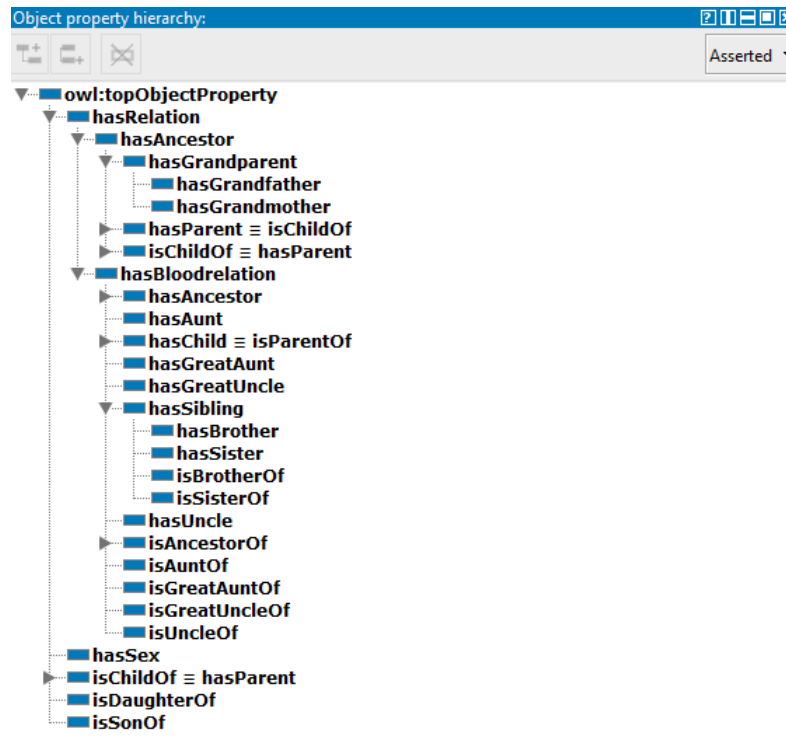 Object property hierarchy:
Asserted
owl:topObjectProperty
hasRelation
hasAncestor
hasGrandparent
hasGrandfather
hasGrandmother
hasParent ≡ isChildOf
isChildOf ≡ hasParent
hasBloodrelation
hasAncestor
hasAunt
hasChild ≡ isParentOf
hasGreatAunt
hasGreatUncle
hasSibling
hasBrother
hasSister
isBrotherOf
isSisterOf
hasUncle
isAncestorOf
isAuntOf
isGreatAuntOf
isGreatUncleOf
isUncleOf
hasSex
isChildOf ≡ hasParent
isDaughterOf
isSonOf